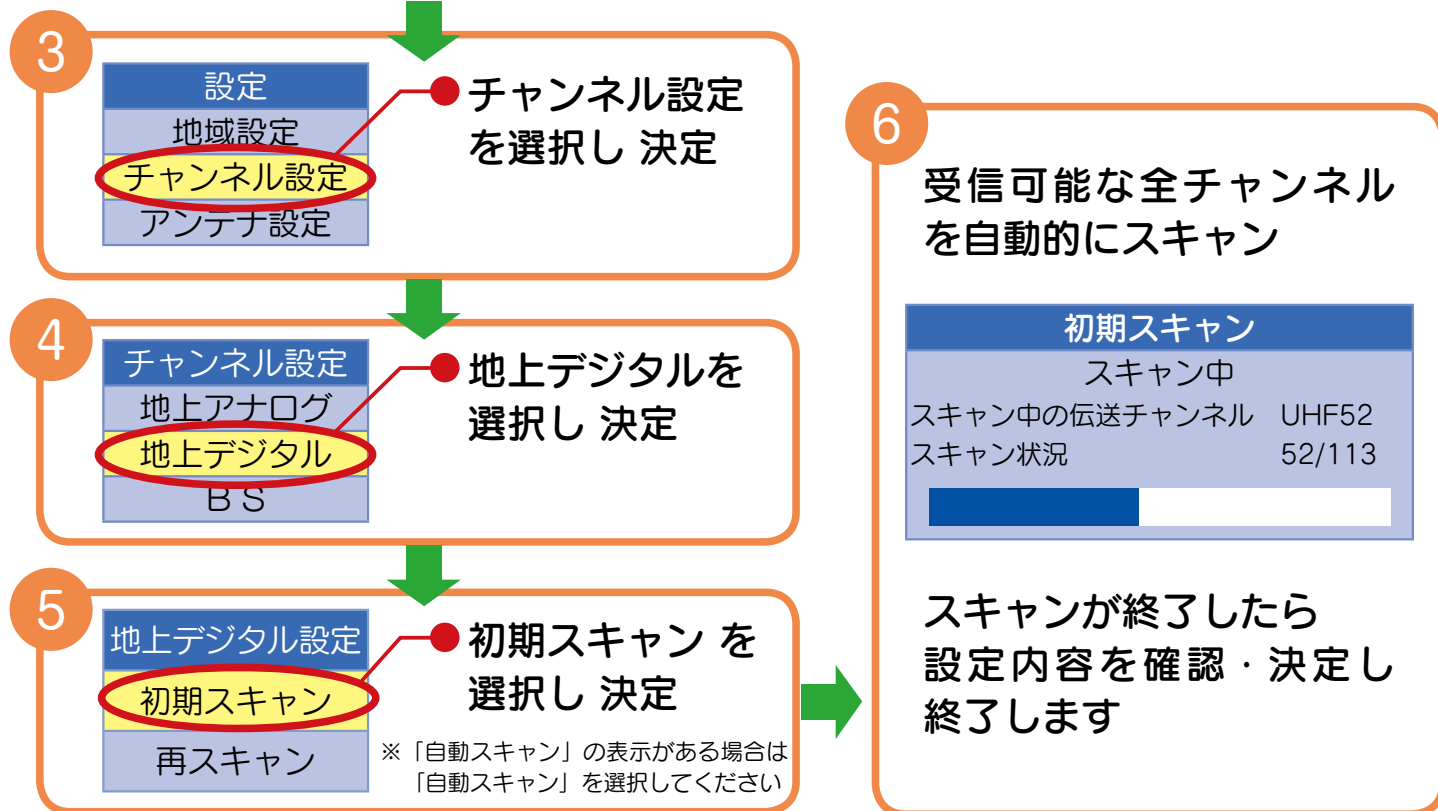 3
設定
地域設定
チャンネル設定
アンテナ設定
チャンネル設定
を選択し 決定
4
チャンネル設定
地上アナログ
地上デジタル
ＢＳ
地上デジタルを
選択し 決定
5
地上デジタル設定
初期スキャン
再スキャン
初期スキャン を
選択し 決定
※「自動スキャン」の表示がある場合は
「自動スキャン」を選択してください
6
受信可能な全チャンネル
を自動的にスキャン
初期スキャン
スキャン中
スキャン中の伝送チャンネル UHF52
スキャン状況 52/113
スキャンが終了したら
設定内容を確認・決定し
終了します